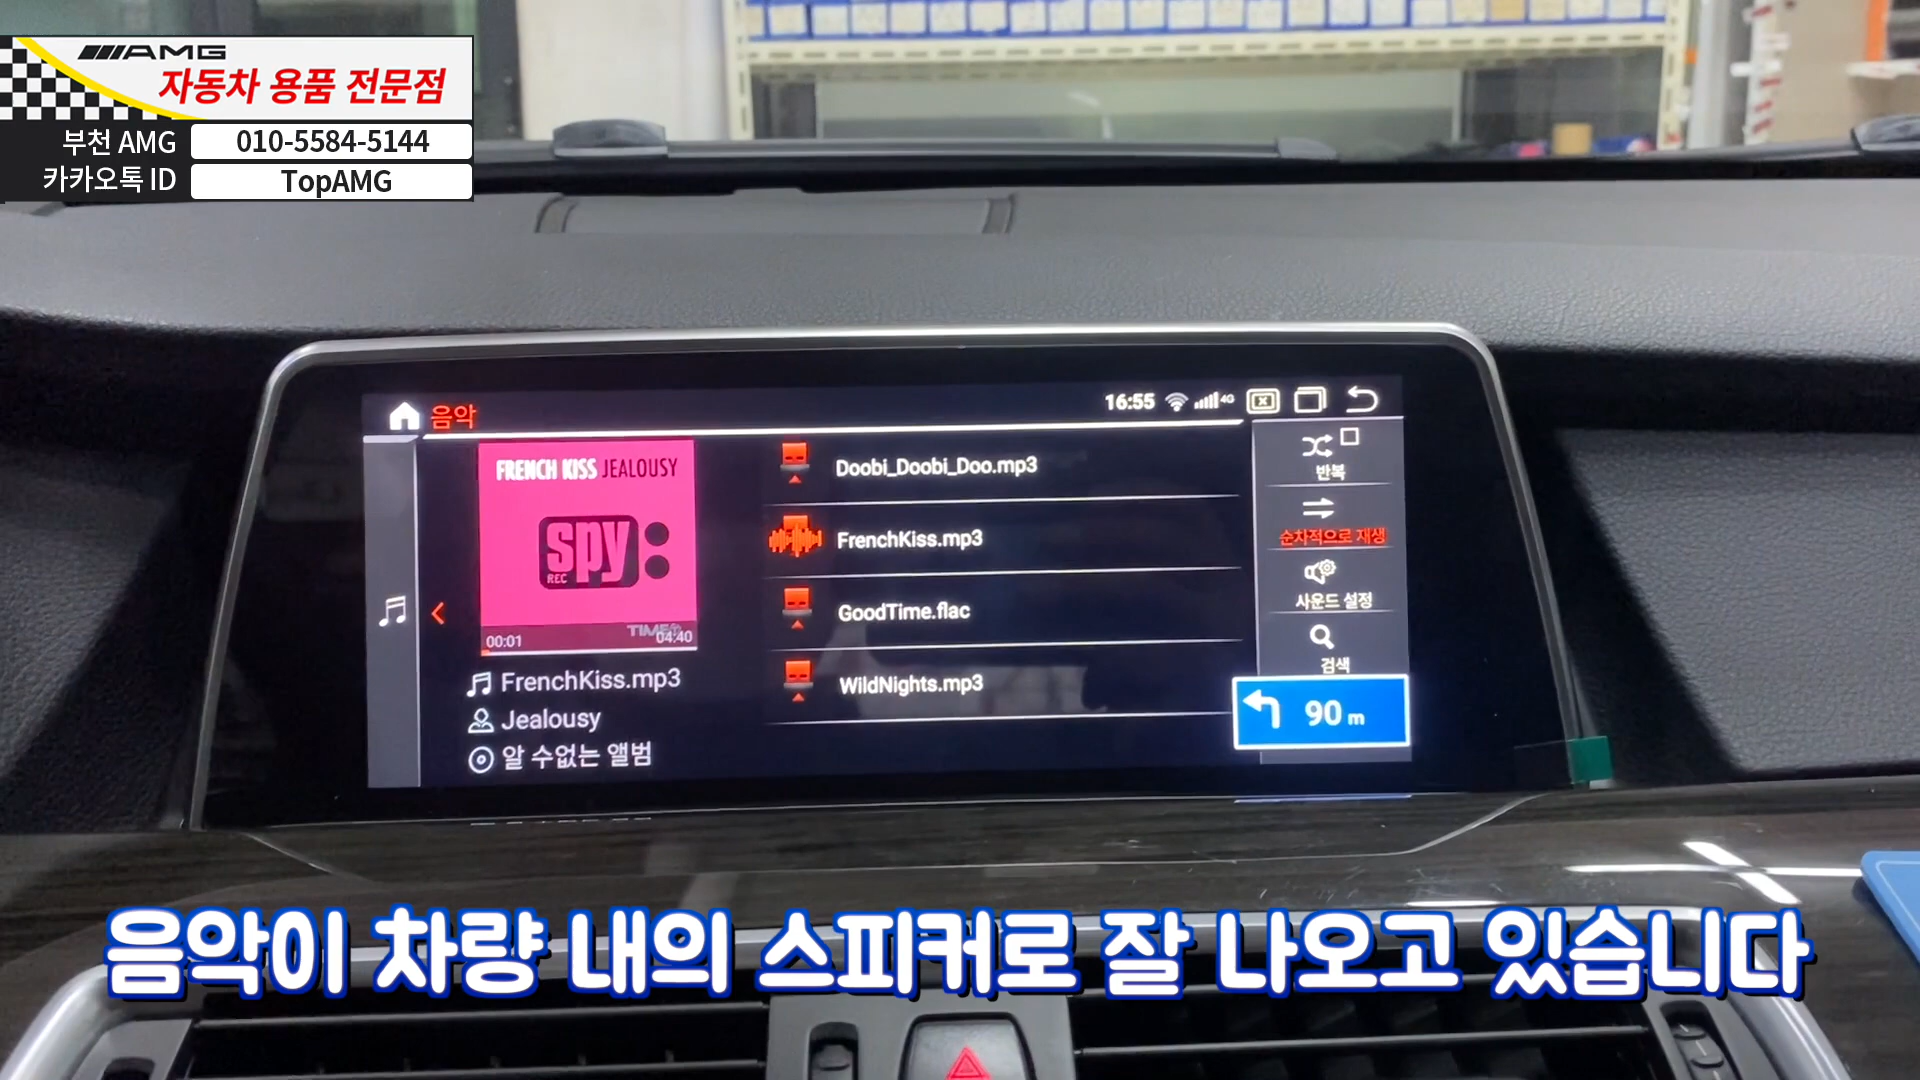 AMG
자동차 용품 전문점
부천 AMG 010-5584-5144
카카오톡 ID TopAMG
음악
16:55 4G
FRENCH KISS JEALOUSY
spy:
REC
TIME
00:01 04:40
FrenchKiss.mp3
Jealousy
알 수없는 앨범
Doobi_Doobi_Doo.mp3
FrenchKiss.mp3
GoodTime.flac
WildNights.mp3
반복
순차적으로 재생
사운드 설정
검색
90 m
음악이 차량 내의 스피커로 잘 나오고 있습니다